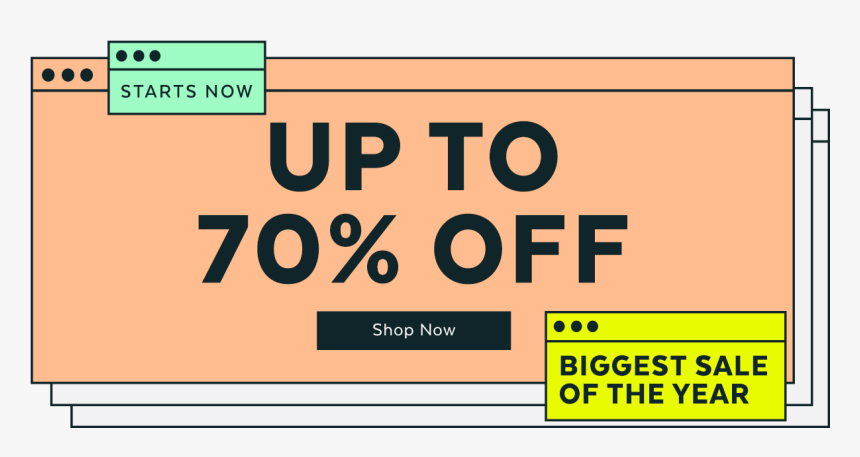 STARTS NOW
UP TO
70% OFF
Shop Now
BIGGEST SALE
OF THE YEAR